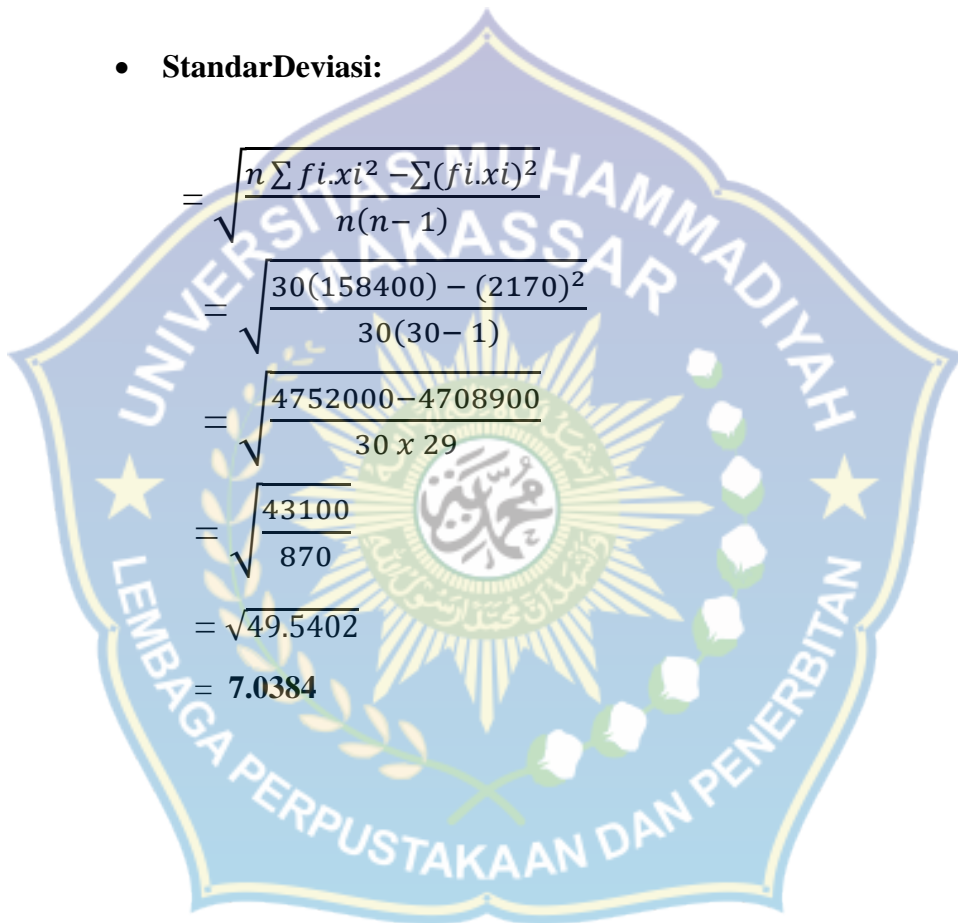 • StandarDeviasi:
= √((n ∑ fi.xi² −∑(fi.xi)²) / (n(n− 1)))
= √((30(158400) − (2170)²) / (30(30− 1)))
= √((4752000−4708900) / (30 x 29))
= √(43100 / 870)
= √49.5402
= 7.0384
UNIVERSITAS MUHAMMADIYAH
MAKASSAR
محمد
LEMBAGA PERPUSTAKAAN DAN PENERBITAN